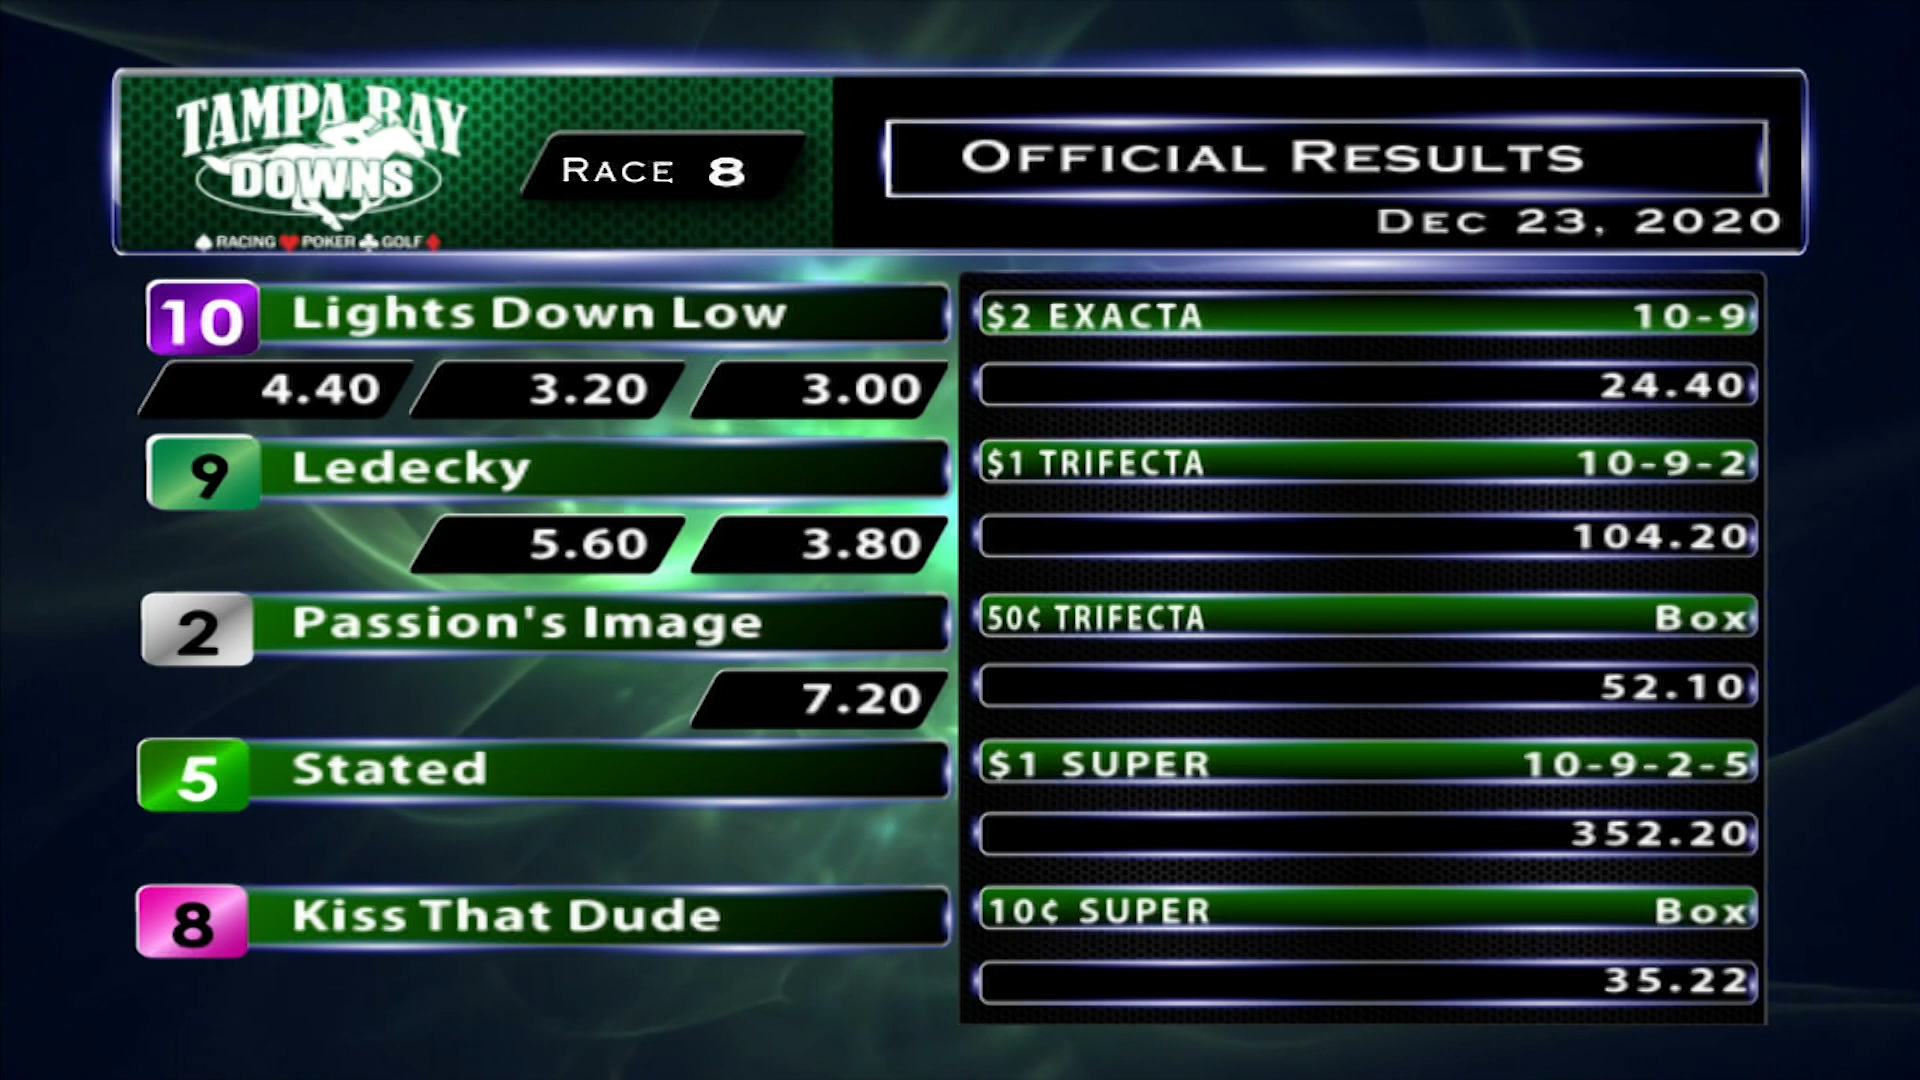 TAMPA BAY
DOWNS
RACING POKER GOLF
RACE 8
OFFICIAL RESULTS
DEC 23, 2020
10 Lights Down Low
4.40 3.20 3.00
9 Ledecky
5.60 3.80
2 Passion's Image
7.20
5 Stated
8 Kiss That Dude
$2 EXACTA 10-9
24.40
$1 TRIFECTA 10-9-2
104.20
50¢ TRIFECTA Box
52.10
$1 SUPER 10-9-2-5
352.20
10¢ SUPER Box
35.22